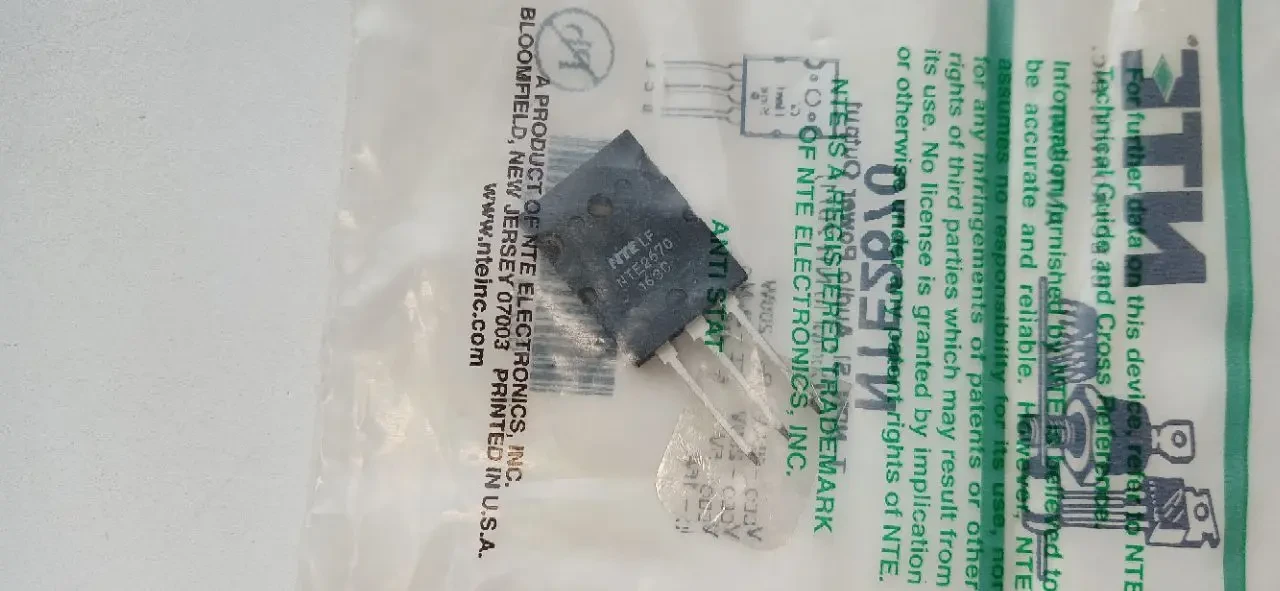 For further data on this device, refer to NTE
Technical Guide and Cross Reference.
Information furnished by NTE is believed to
be accurate and reliable. However, NTE
assumes no responsibility for its use, nor
for any infringements of patents or other
rights of third parties which may result from
its use. No license is granted by implication
or otherwise under any patent rights of NTE.
NTE IS A REGISTERED TRADEMARK
OF NTE ELECTRONICS, INC.
ANTI STAT
A PRODUCT OF NTE ELECTRONICS, INC.
BLOOMFIELD, NEW JERSEY 07003 PRINTED IN U.S.A.
www.nteinc.com
NTE LF
NTE2670
NTE
NTE2670